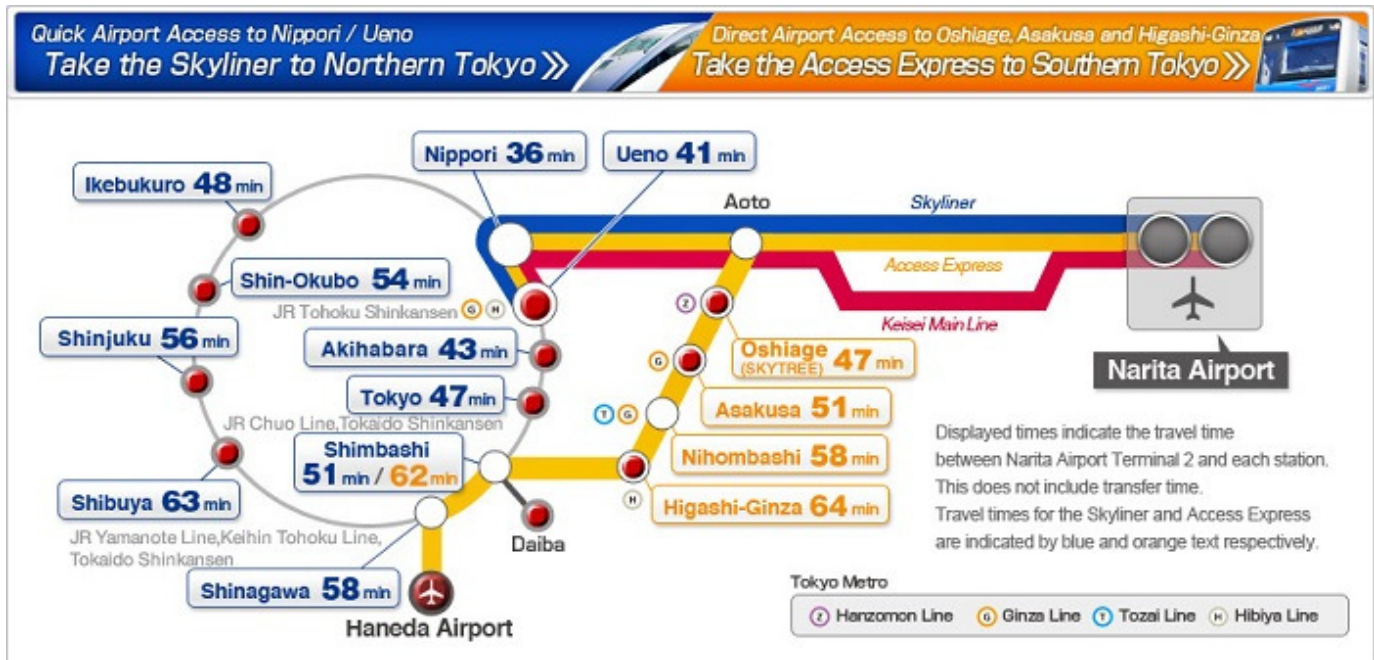 Quick Airport Access to Nippori / Ueno
Take the Skyliner to Northern Tokyo >>
Direct Airport Access to Oshiage, Asakusa and Higashi-Ginza
Take the Access Express to Southern Tokyo >>
Nippori 36 min
Ueno 41 min
Ikebukuro 48 min
Aoto
Skyliner
Shin-Okubo 54 min
Access Express
JR Tohoku Shinkansen G H
Z
Keisei Main Line
Shinjuku 56 min
Akihabara 43 min
Oshiage
(SKYTREE) 47 min
Narita Airport
G
Tokyo 47 min
Asakusa 51 min
JR Chuo Line,Tokaido Shinkansen
T G
Shimbashi
51 min / 62 min
Nihombashi 58 min
Shibuya 63 min
Higashi-Ginza 64 min
H
JR Yamanote Line,Keihin Tohoku Line,
Tokaido Shinkansen
Daiba
Shinagawa 58 min
Haneda Airport
Displayed times indicate the travel time
between Narita Airport Terminal 2 and each station.
This does not include transfer time.
Travel times for the Skyliner and Access Express
are indicated by blue and orange text respectively.
Tokyo Metro
Z Hanzomon Line G Ginza Line T Tozai Line H Hibiya Line